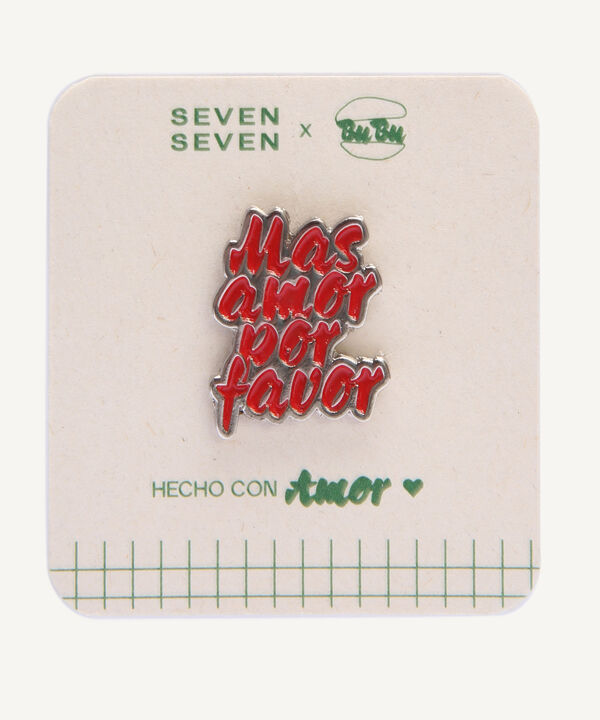 SEVEN
SEVEN x BuBu
Mas
amor
por
favor
HECHO CON Amor ♥